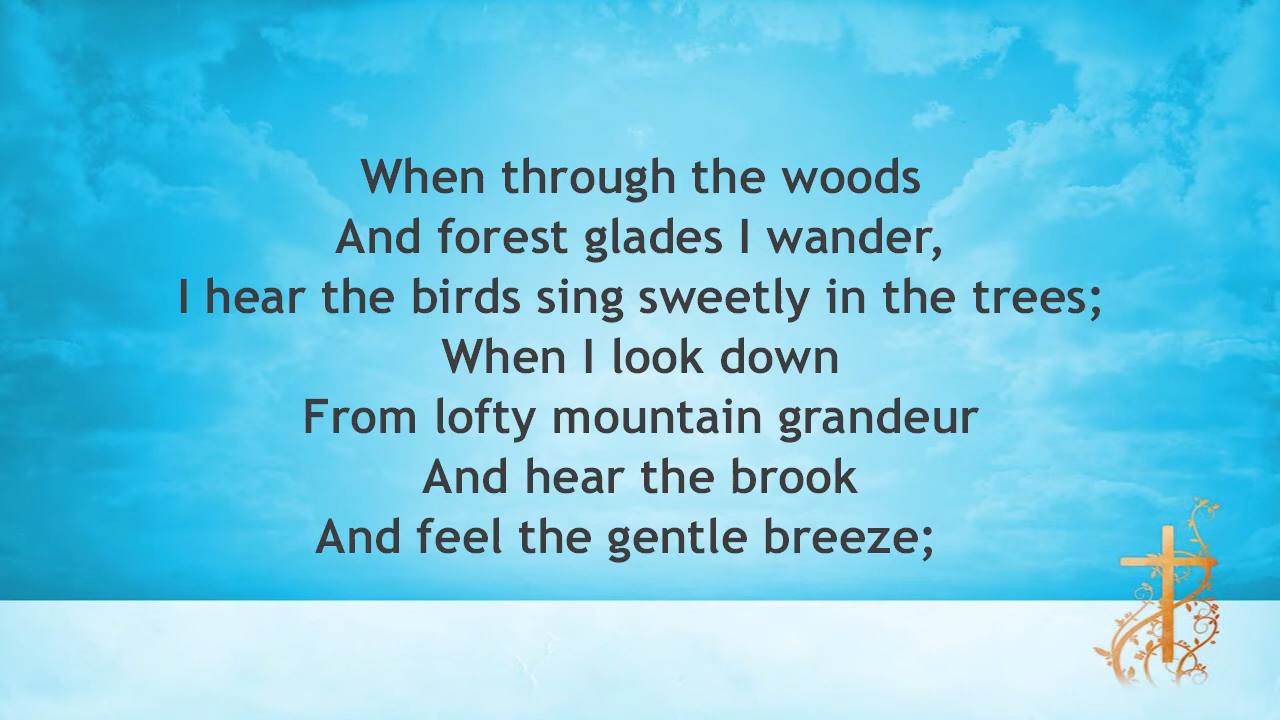 When through the woods
And forest glades I wander,
I hear the birds sing sweetly in the trees;
When I look down
From lofty mountain grandeur
And hear the brook
And feel the gentle breeze;